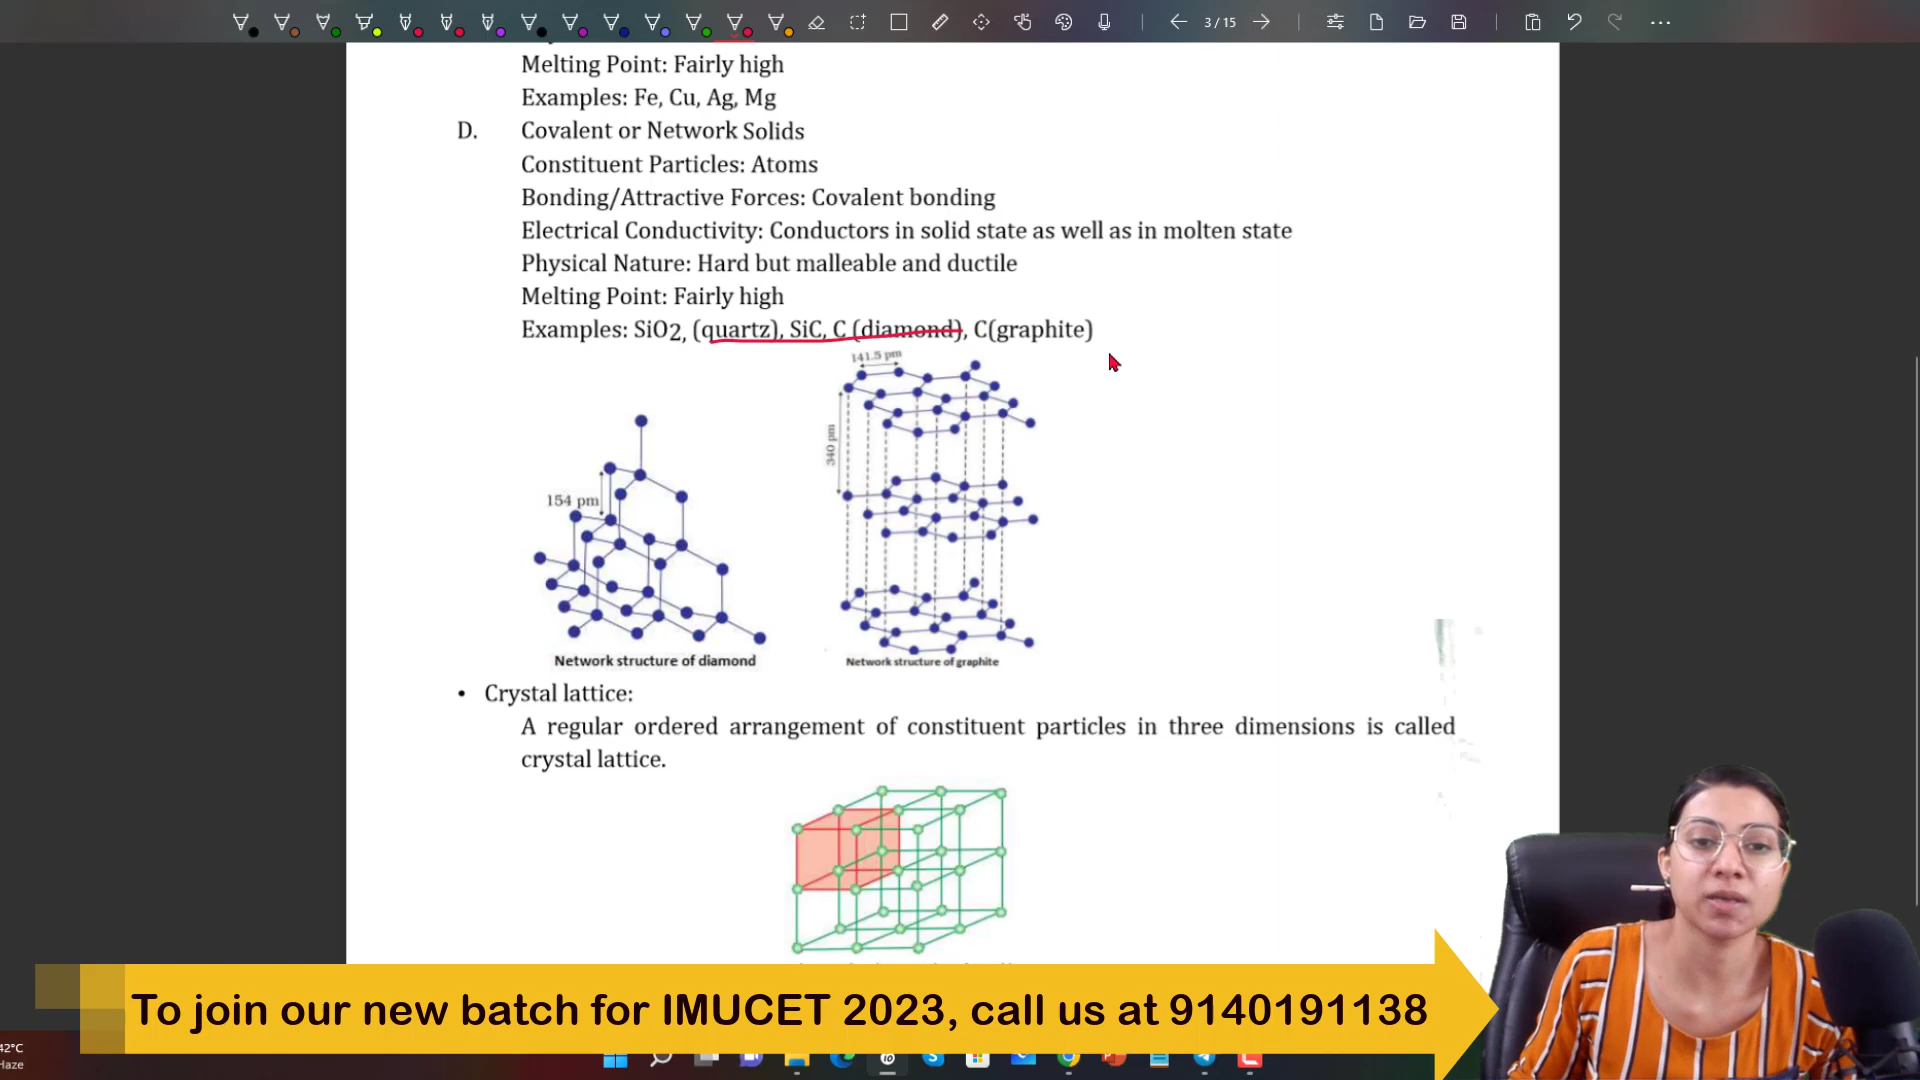 3 / 15
Melting Point: Fairly high
Examples: Fe, Cu, Ag, Mg
D. Covalent or Network Solids
Constituent Particles: Atoms
Bonding/Attractive Forces: Covalent bonding
Electrical Conductivity: Conductors in solid state as well as in molten state
Physical Nature: Hard but malleable and ductile
Melting Point: Fairly high
Examples: SiO2, (quartz), SiC, C (diamond), C(graphite)
141.5 pm
340 pm
154 pm
Network structure of diamond
Network structure of graphite
• Crystal lattice:
A regular ordered arrangement of constituent particles in three dimensions is called
crystal lattice.
To join our new batch for IMUCET 2023, call us at 9140191138
42°C
Haze